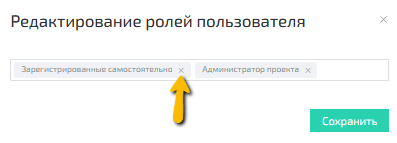 Редактирование ролей пользователя
Зарегистрированные самостоятельно Администратор проекта
Сохранить